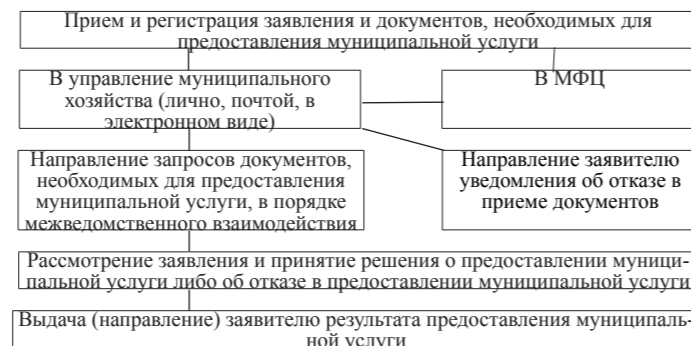 Прием и регистрация заявления и документов, необходимых для
предоставления муниципальной услуги
В управление муниципального
хозяйства (лично, почтой, в
электронном виде)
В МФЦ
Направление запросов документов,
необходимых для предоставления
муниципальной услуги, в порядке
межведомственного взаимодействия
Направление заявителю
уведомления об отказе в
приеме документов
Рассмотрение заявления и принятие решения о предоставлении муници-
пальной услуги либо об отказе в предоставлении муниципальной услуги
Выдача (направление) заявителю результата предоставления муниципаль-
ной услуги